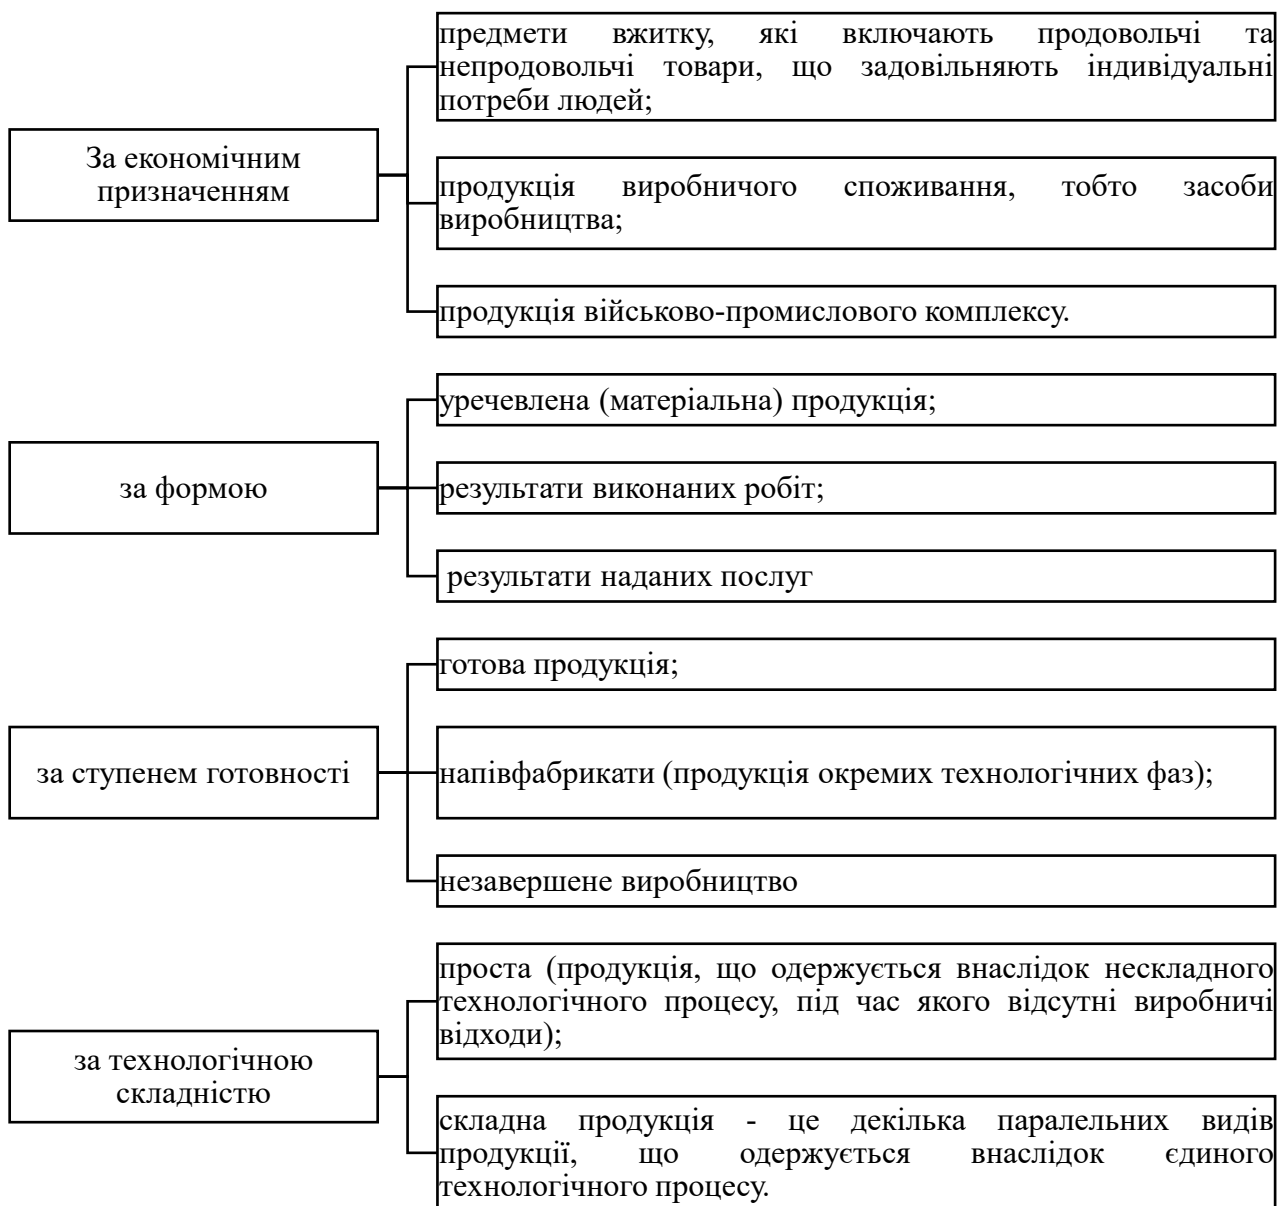 предмети вжитку, які включають продовольчі та
непродовольчі товари, що задовільняють індивідуальні
потреби людей;
За економічним
призначенням
продукція виробничого споживання, тобто засоби
виробництва;
продукція військово-промислового комплексу.
уречевлена (матеріальна) продукція;
за формою
результати виконаних робіт;
результати наданих послуг
готова продукція;
за ступенем готовності
напівфабрикати (продукція окремих технологічних фаз);
незавершене виробництво
проста (продукція, що одержується внаслідок нескладного
технологічного процесу, під час якого відсутні виробничі
відходи);
за технологічною
складністю
складна продукція - це декілька паралельних видів
продукції, що одержується внаслідок єдиного
технологічного процесу.